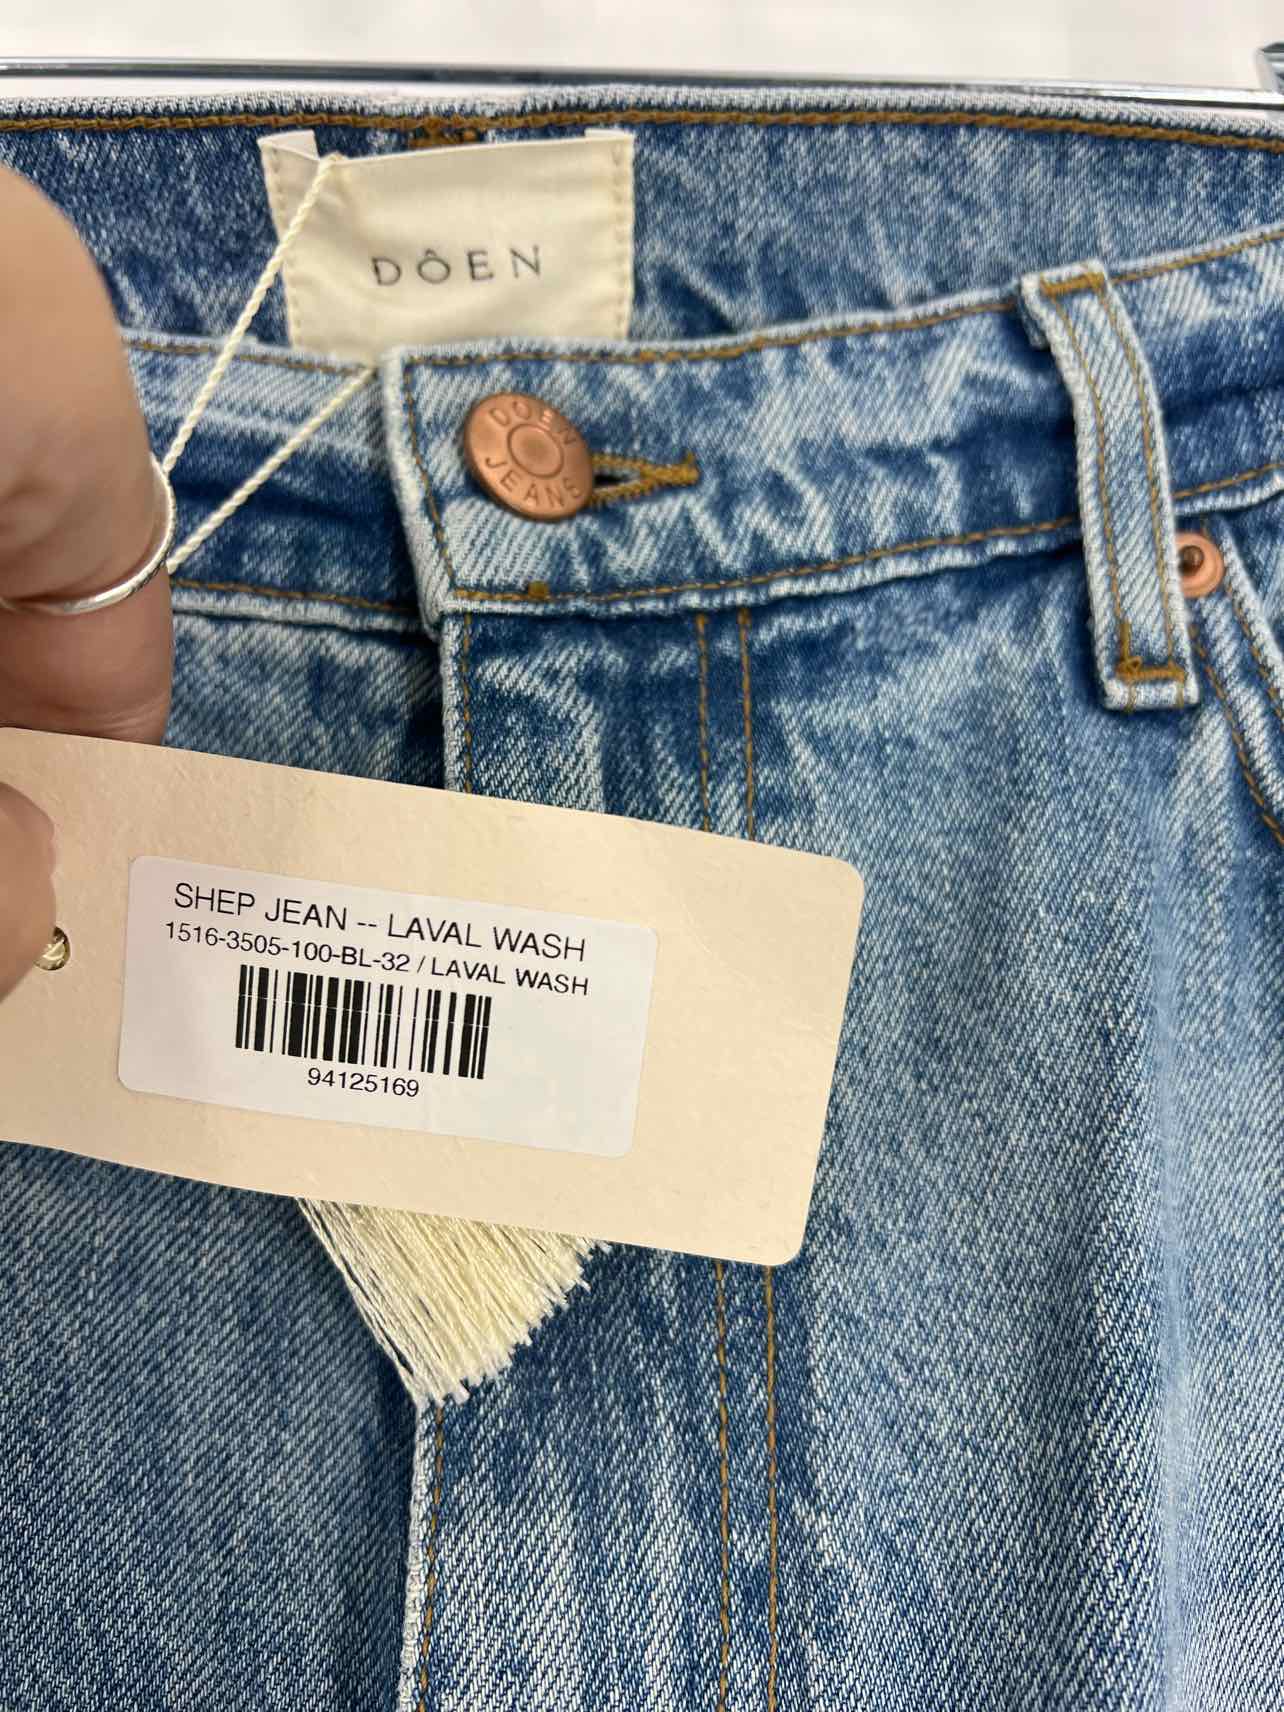 DÔEN
DÔEN
JEANS
SHEP JEAN -- LAVAL WASH
1516-3505-100-BL-32 / LAVAL WASH
94125169